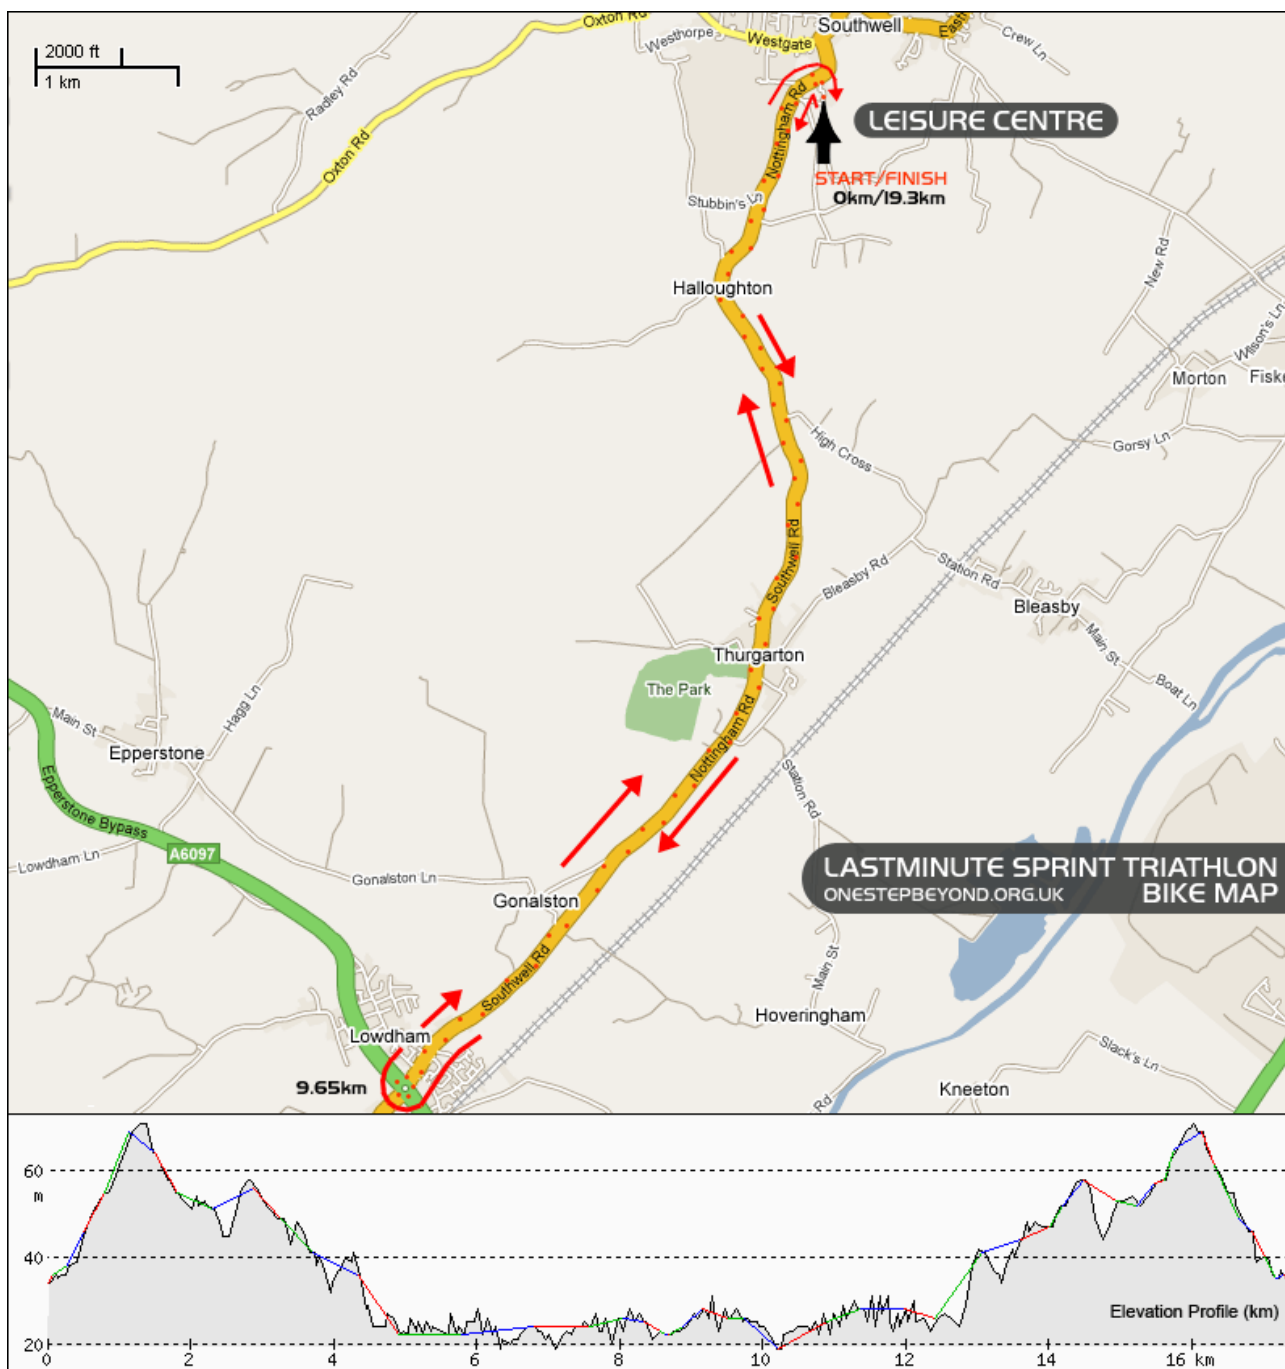 Oxton Rd
Southwell
Eastt
Westhorpe
Westgate
Crew Ln
2000 ft
1 km
Radley Rd
Oxton Rd
Nottingham Rd
LEISURE CENTRE
START/FINISH
0km/19.3km
Stubbin's Ln
New Rd
Halloughton
Wilson's Ln
Morton
Fiske
High Cross
Gorsy Ln
Southwell Rd
Bleasby Rd
Station Rd
Bleasby
Main St
Thurgarton
The Park
Boat Ln
Hagg Ln
Main St
Epperstone
Nottingham Rd
Station Rd
Epperstone Bypass
A6097
Lowdham Ln
Gonalston Ln
LASTMINUTE SPRINT TRIATHLON
ONESTEPBEYOND.ORG.UK
BIKE MAP
Gonalston
Southwell Rd
Main St
Hoveringham
Lowdham
Slack's Ln
9.65km
Kneeton
Rd
60
m
40
Elevation Profile (km)
20
0 2 4 6 8 10 12 14 16 km